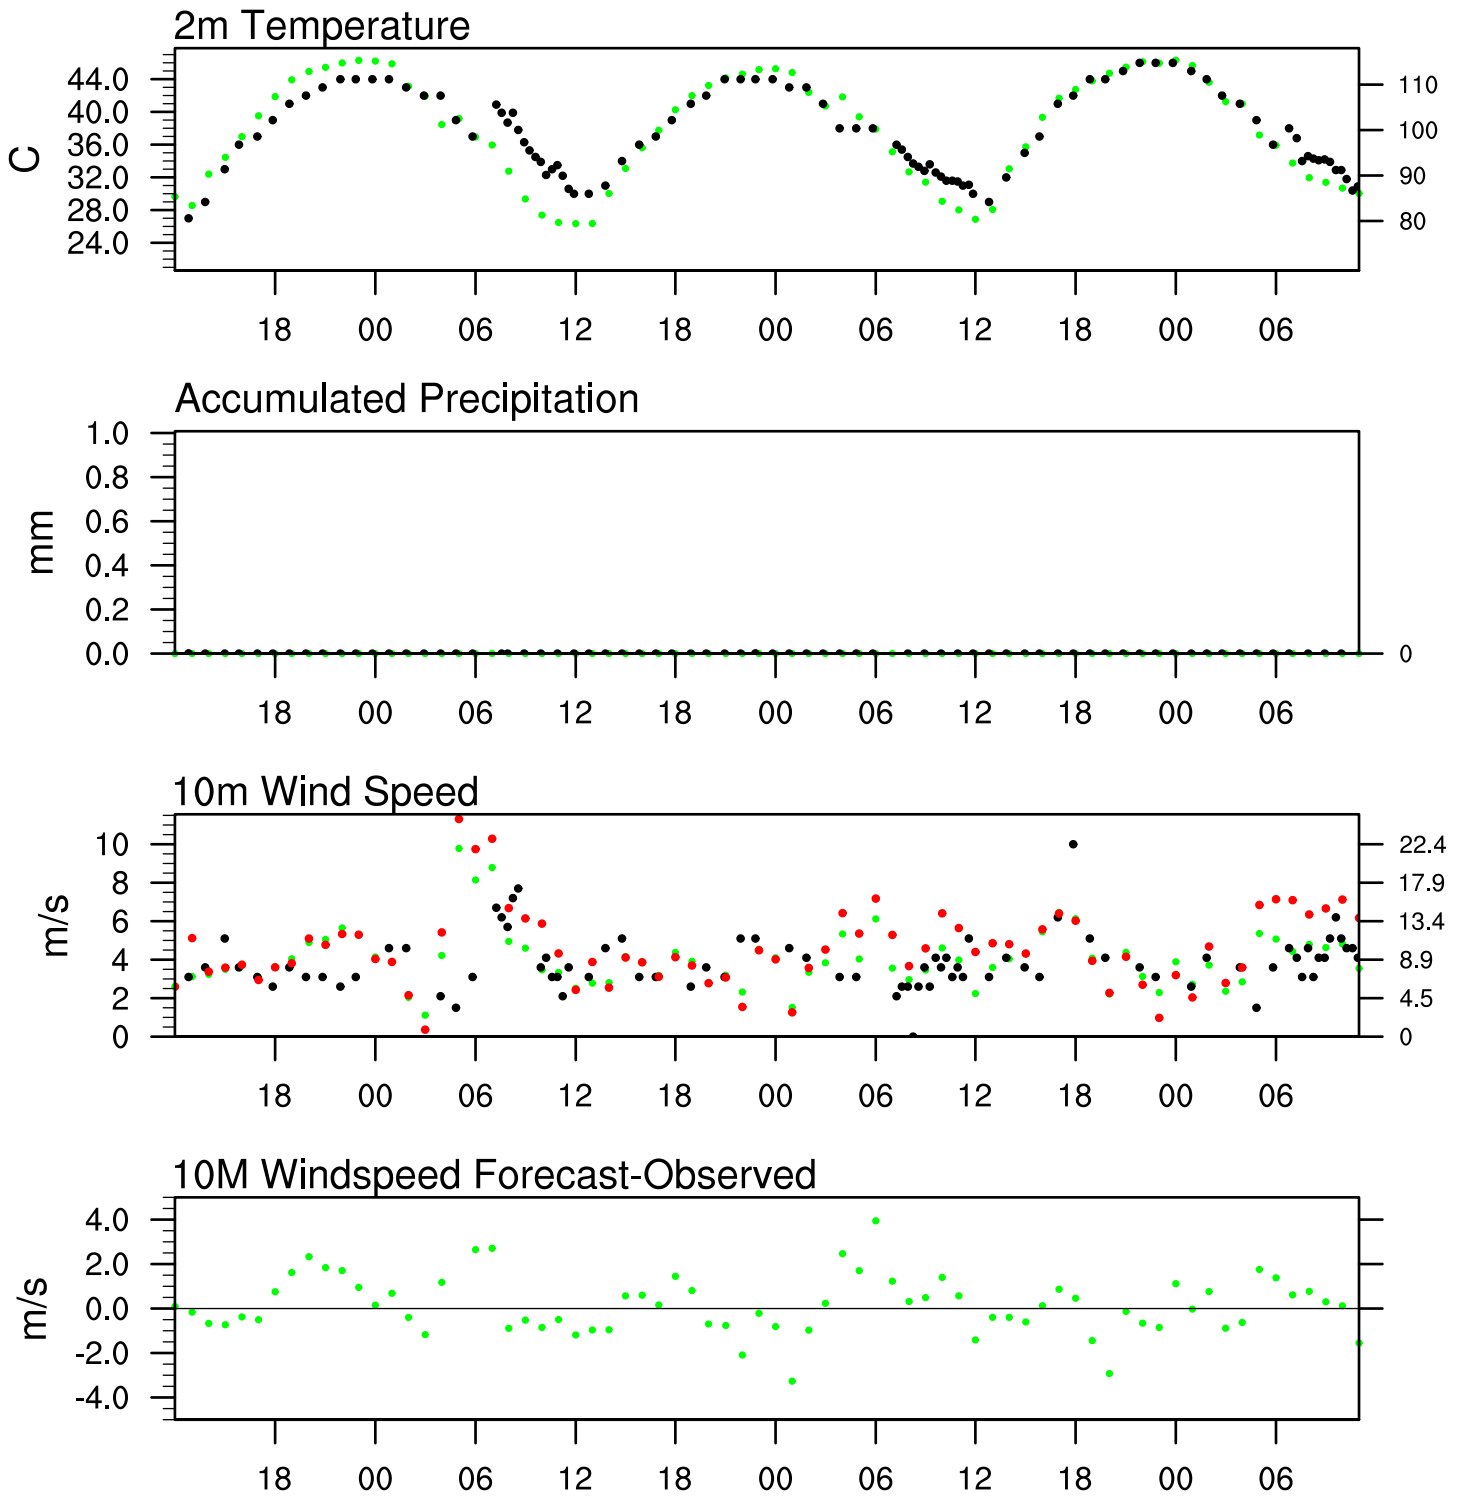 2m Temperature
44.0
40.0
36.0
32.0
28.0
24.0
C
110
100
90
80
18 00 06 12 18 00 06 12 18 00 06
Accumulated Precipitation
1.0
0.8
0.6
0.4
0.2
0.0
mm
0
18 00 06 12 18 00 06 12 18 00 06
10m Wind Speed
10
8
6
4
2
0
m/s
22.4
17.9
13.4
8.9
4.5
0
18 00 06 12 18 00 06 12 18 00 06
10M Windspeed Forecast-Observed
4.0
2.0
0.0
-2.0
-4.0
m/s
18 00 06 12 18 00 06 12 18 00 06